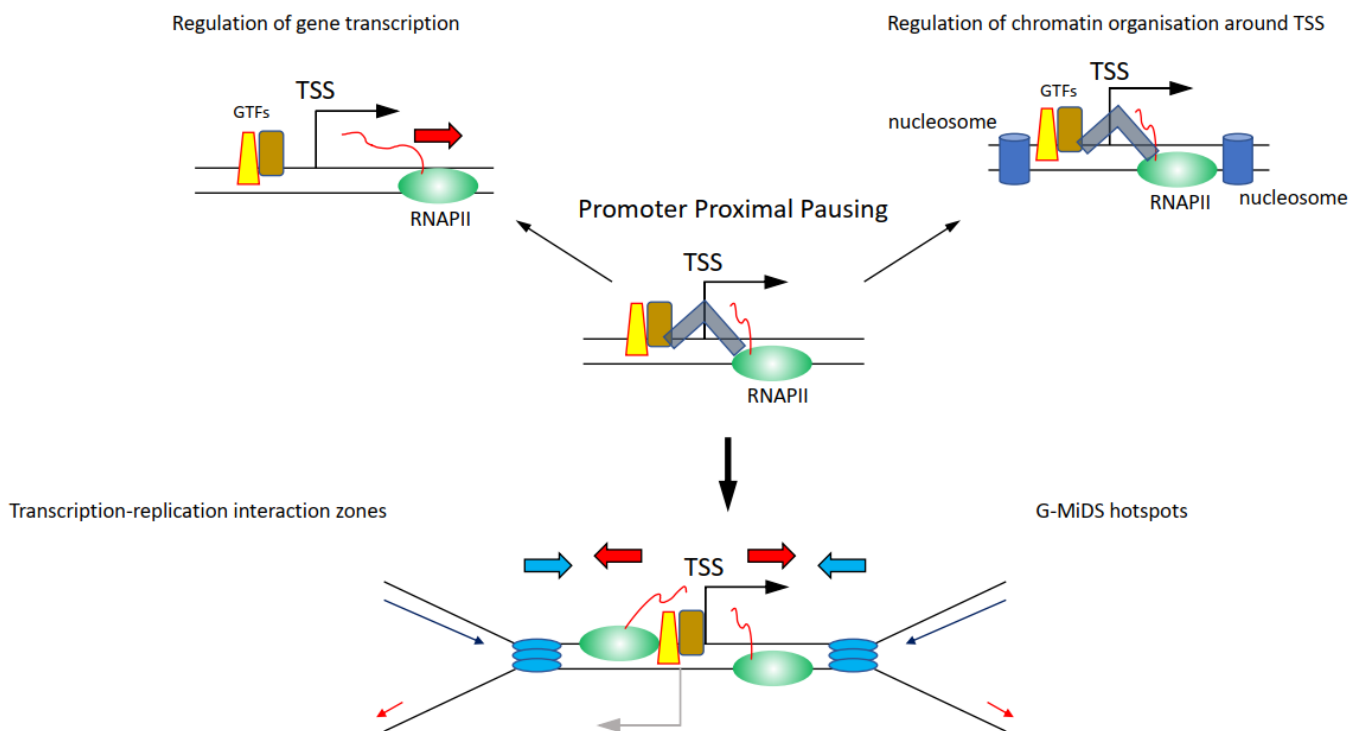 Regulation of gene transcription
Regulation of chromatin organisation around TSS
TSS
GTFs
RNAPII
TSS
GTFs
nucleosome
RNAPII
nucleosome
Promoter Proximal Pausing
TSS
RNAPII
Transcription-replication interaction zones
G-MiDS hotspots
TSS